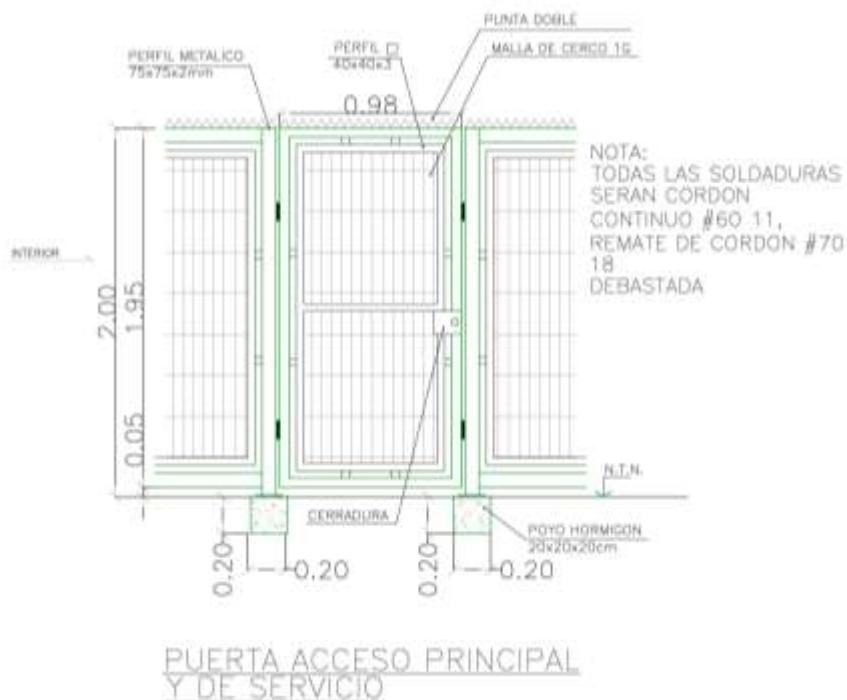 PUNTA DOBLE
PERFIL METALICO
75x75x2mm
PERFIL □
40x40x3
MALLA DE CERCO 1G
0.98
NOTA:
TODAS LAS SOLDADURAS
SERAN CORDON
CONTINUO #60 11,
REMATE DE CORDON #70
18
DEBASTADA
INTERIOR
2.00
1.95
0.05
N.T.N.
CERRADURA
POYO HORMIGON
20x20x20cm
0.20
0.20
0.20
0.20
PUERTA ACCESO PRINCIPAL
Y DE SERVICIO